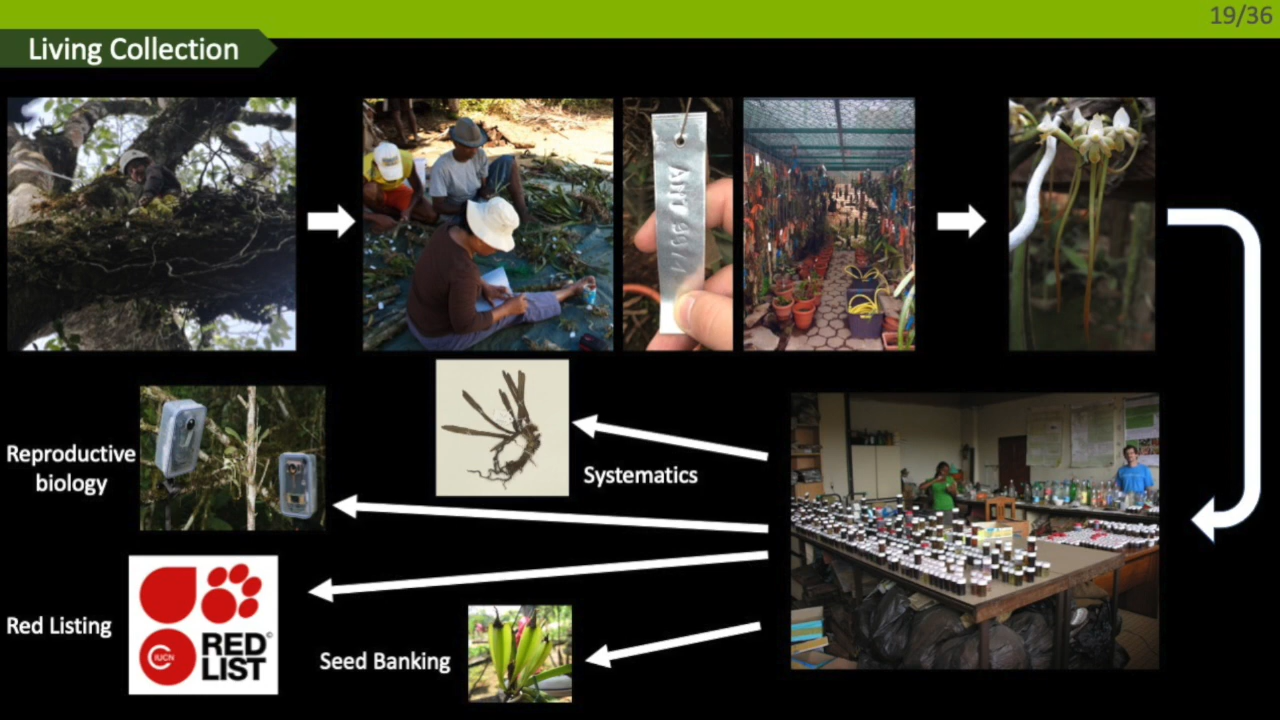 19/36
Living Collection
Reproductive
biology
Systematics
Red Listing
IUCN
RED
LIST
©
Seed Banking